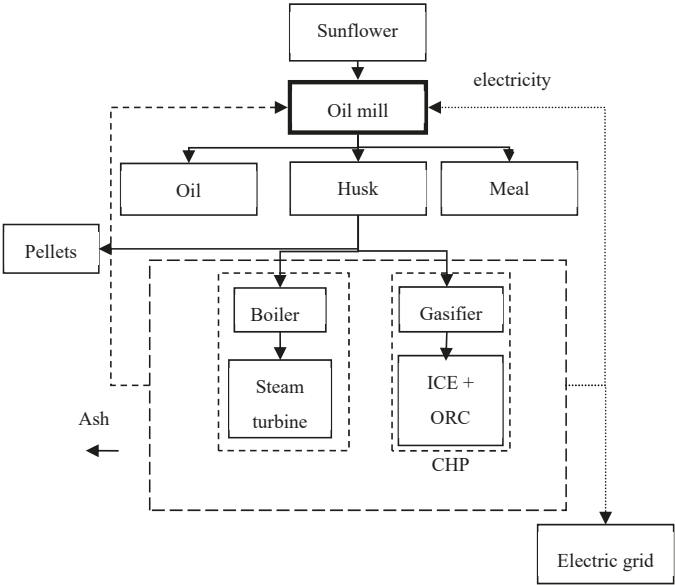 Sunflower
electricity
Oil mill
Oil
Husk
Meal
Pellets
Boiler
Gasifier
Steam
turbine
ICE +
ORC
Ash
CHP
Electric grid